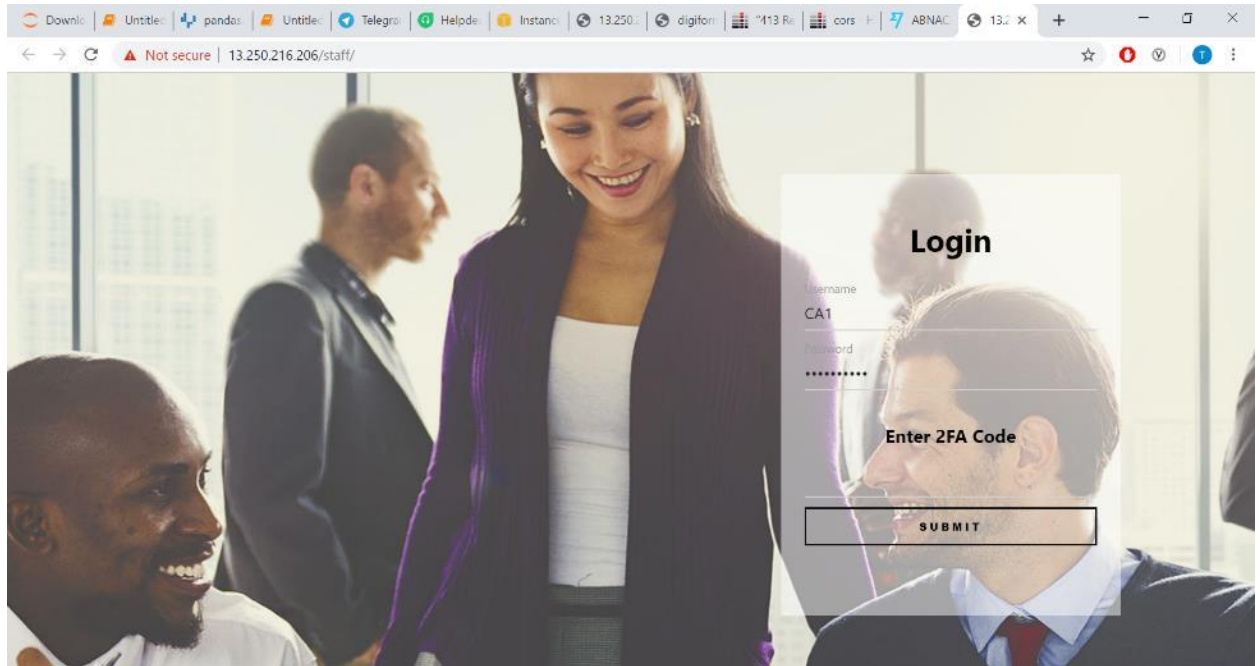 Downlo Untitled pandas Untitled Telegra Helpde Instanc 13.250. digiform "413 Re cors H ABNAC 13.2 ×
Not secure | 13.250.216.206/staff/
Login
Username
CA1
Password
Enter 2FA Code
SUBMIT